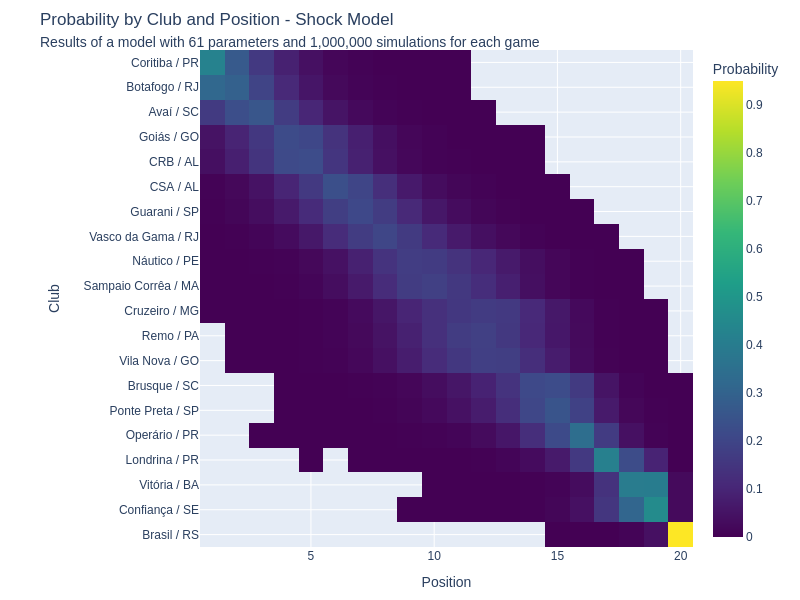 Probability by Club and Position - Shock Model
Results of a model with 61 parameters and 1,000,000 simulations for each game
Probability
Club
Coritiba / PR
Botafogo / RJ
Avaí / SC
Goiás / GO
CRB / AL
CSA / AL
Guarani / SP
Vasco da Gama / RJ
Náutico / PE
Sampaio Corrêa / MA
Cruzeiro / MG
Remo / PA
Vila Nova / GO
Brusque / SC
Ponte Preta / SP
Operário / PR
Londrina / PR
Vitória / BA
Confiança / SE
Brasil / RS
0.9
0.8
0.7
0.6
0.5
0.4
0.3
0.2
0.1
0
5
10
15
20
Position